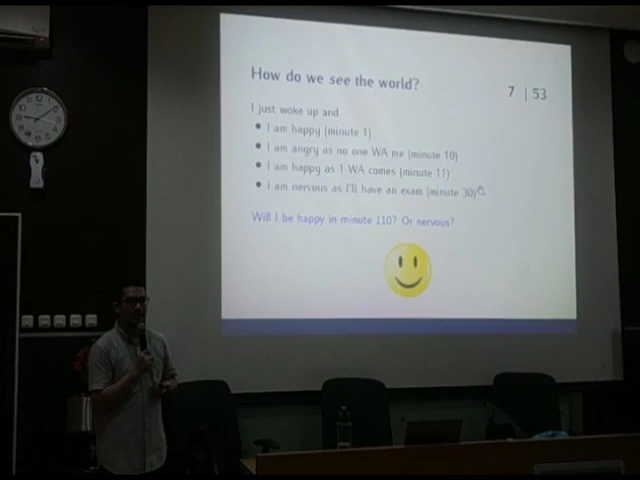 How do we see the world?
7 | 53
I just woke up and
• I am happy (minute 1)
• I am angry as no one WA me (minute 10)
• I am happy as 1 WA comes (minute 11)
• I am nervous as I'll have an exam (minute 30)
Will I be happy in minute 110? Or nervous?